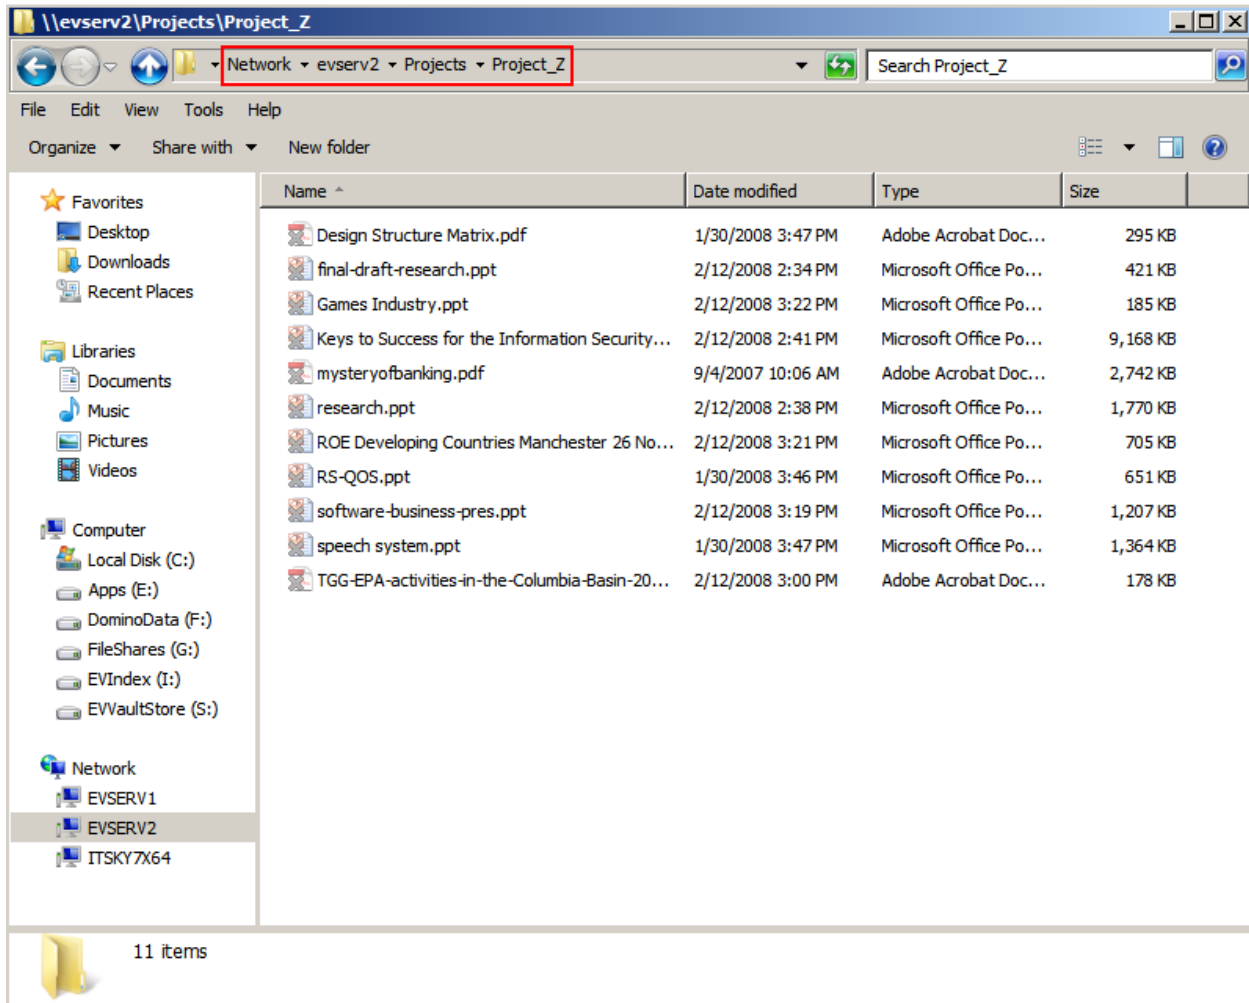 \\evserv2\Projects\Project_Z
Network evserv2 Projects Project_Z Search Project_Z
File Edit View Tools Help
Organize Share with New folder
Name Date modified Type Size
Favorites
Desktop
Downloads
Recent Places
Libraries
Documents
Music
Pictures
Videos
Computer
Local Disk (C:)
Apps (E:)
DominoData (F:)
FileShares (G:)
EVIndex (I:)
EVVaultStore (S:)
Network
EVSERV1
EVSERV2
ITSKY7X64
Design Structure Matrix.pdf 1/30/2008 3:47 PM Adobe Acrobat Doc... 295 KB
final-draft-research.ppt 2/12/2008 2:34 PM Microsoft Office Po... 421 KB
Games Industry.ppt 2/12/2008 3:22 PM Microsoft Office Po... 185 KB
Keys to Success for the Information Security... 2/12/2008 2:41 PM Microsoft Office Po... 9,168 KB
mysteryofbanking.pdf 9/4/2007 10:06 AM Adobe Acrobat Doc... 2,742 KB
research.ppt 2/12/2008 2:38 PM Microsoft Office Po... 1,770 KB
ROE Developing Countries Manchester 26 No... 2/12/2008 3:21 PM Microsoft Office Po... 705 KB
RS-QOS.ppt 1/30/2008 3:46 PM Microsoft Office Po... 651 KB
software-business-pres.ppt 2/12/2008 3:19 PM Microsoft Office Po... 1,207 KB
speech system.ppt 1/30/2008 3:47 PM Microsoft Office Po... 1,364 KB
TGG-EPA-activities-in-the-Columbia-Basin-20... 2/12/2008 3:00 PM Adobe Acrobat Doc... 178 KB
11 items